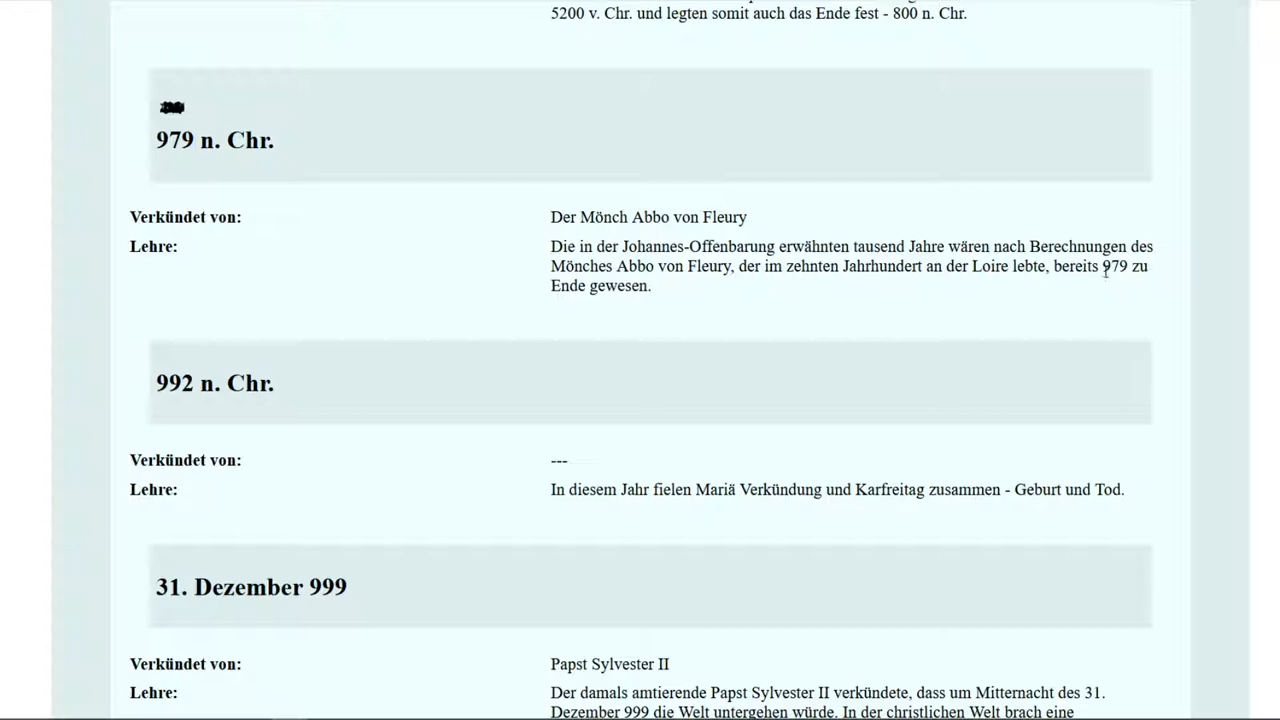 5200 v. Chr. und legten somit auch das Ende fest - 800 n. Chr.
979 n. Chr.
Verkündet von:
Der Mönch Abbo von Fleury
Lehre:
Die in der Johannes-Offenbarung erwähnten tausend Jahre wären nach Berechnungen des
Mönches Abbo von Fleury, der im zehnten Jahrhundert an der Loire lebte, bereits 979 zu
Ende gewesen.
992 n. Chr.
Verkündet von:
---
Lehre:
In diesem Jahr fielen Mariä Verkündung und Karfreitag zusammen - Geburt und Tod.
31. Dezember 999
Verkündet von:
Papst Sylvester II
Lehre:
Der damals amtierende Papst Sylvester II verkündete, dass um Mitternacht des 31.
Dezember 999 die Welt untergehen würde. In der christlichen Welt brach eine